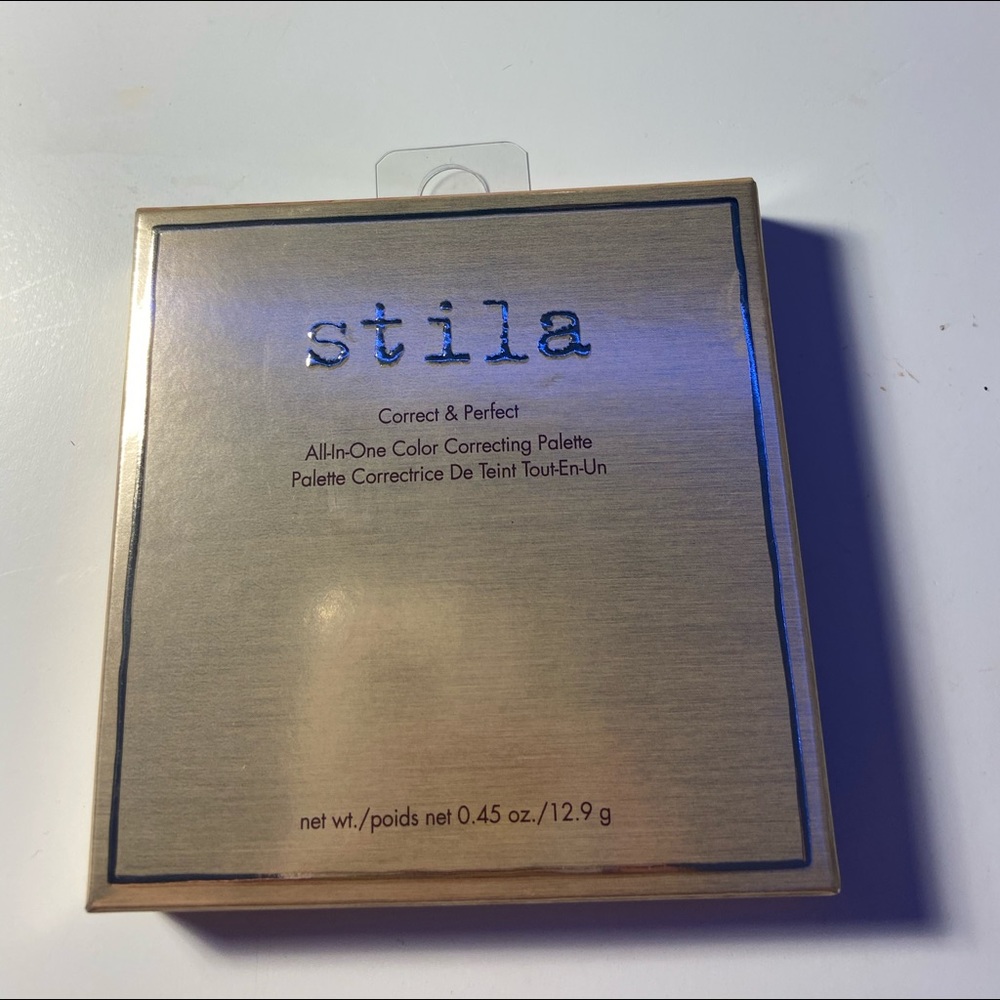 stila
Correct & Perfect
All-In-One Color Correcting Palette
Palette Correctrice De Teint Tout-En-Un
net wt./poids net 0.45 oz./12.9 g